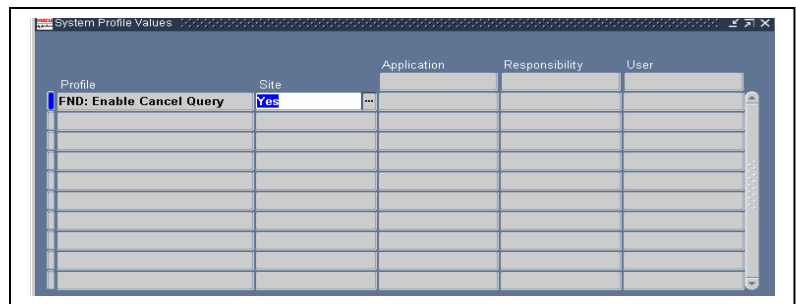 System Profile Values
Application Responsibility User
Profile Site
FND: Enable Cancel Query Yes ...